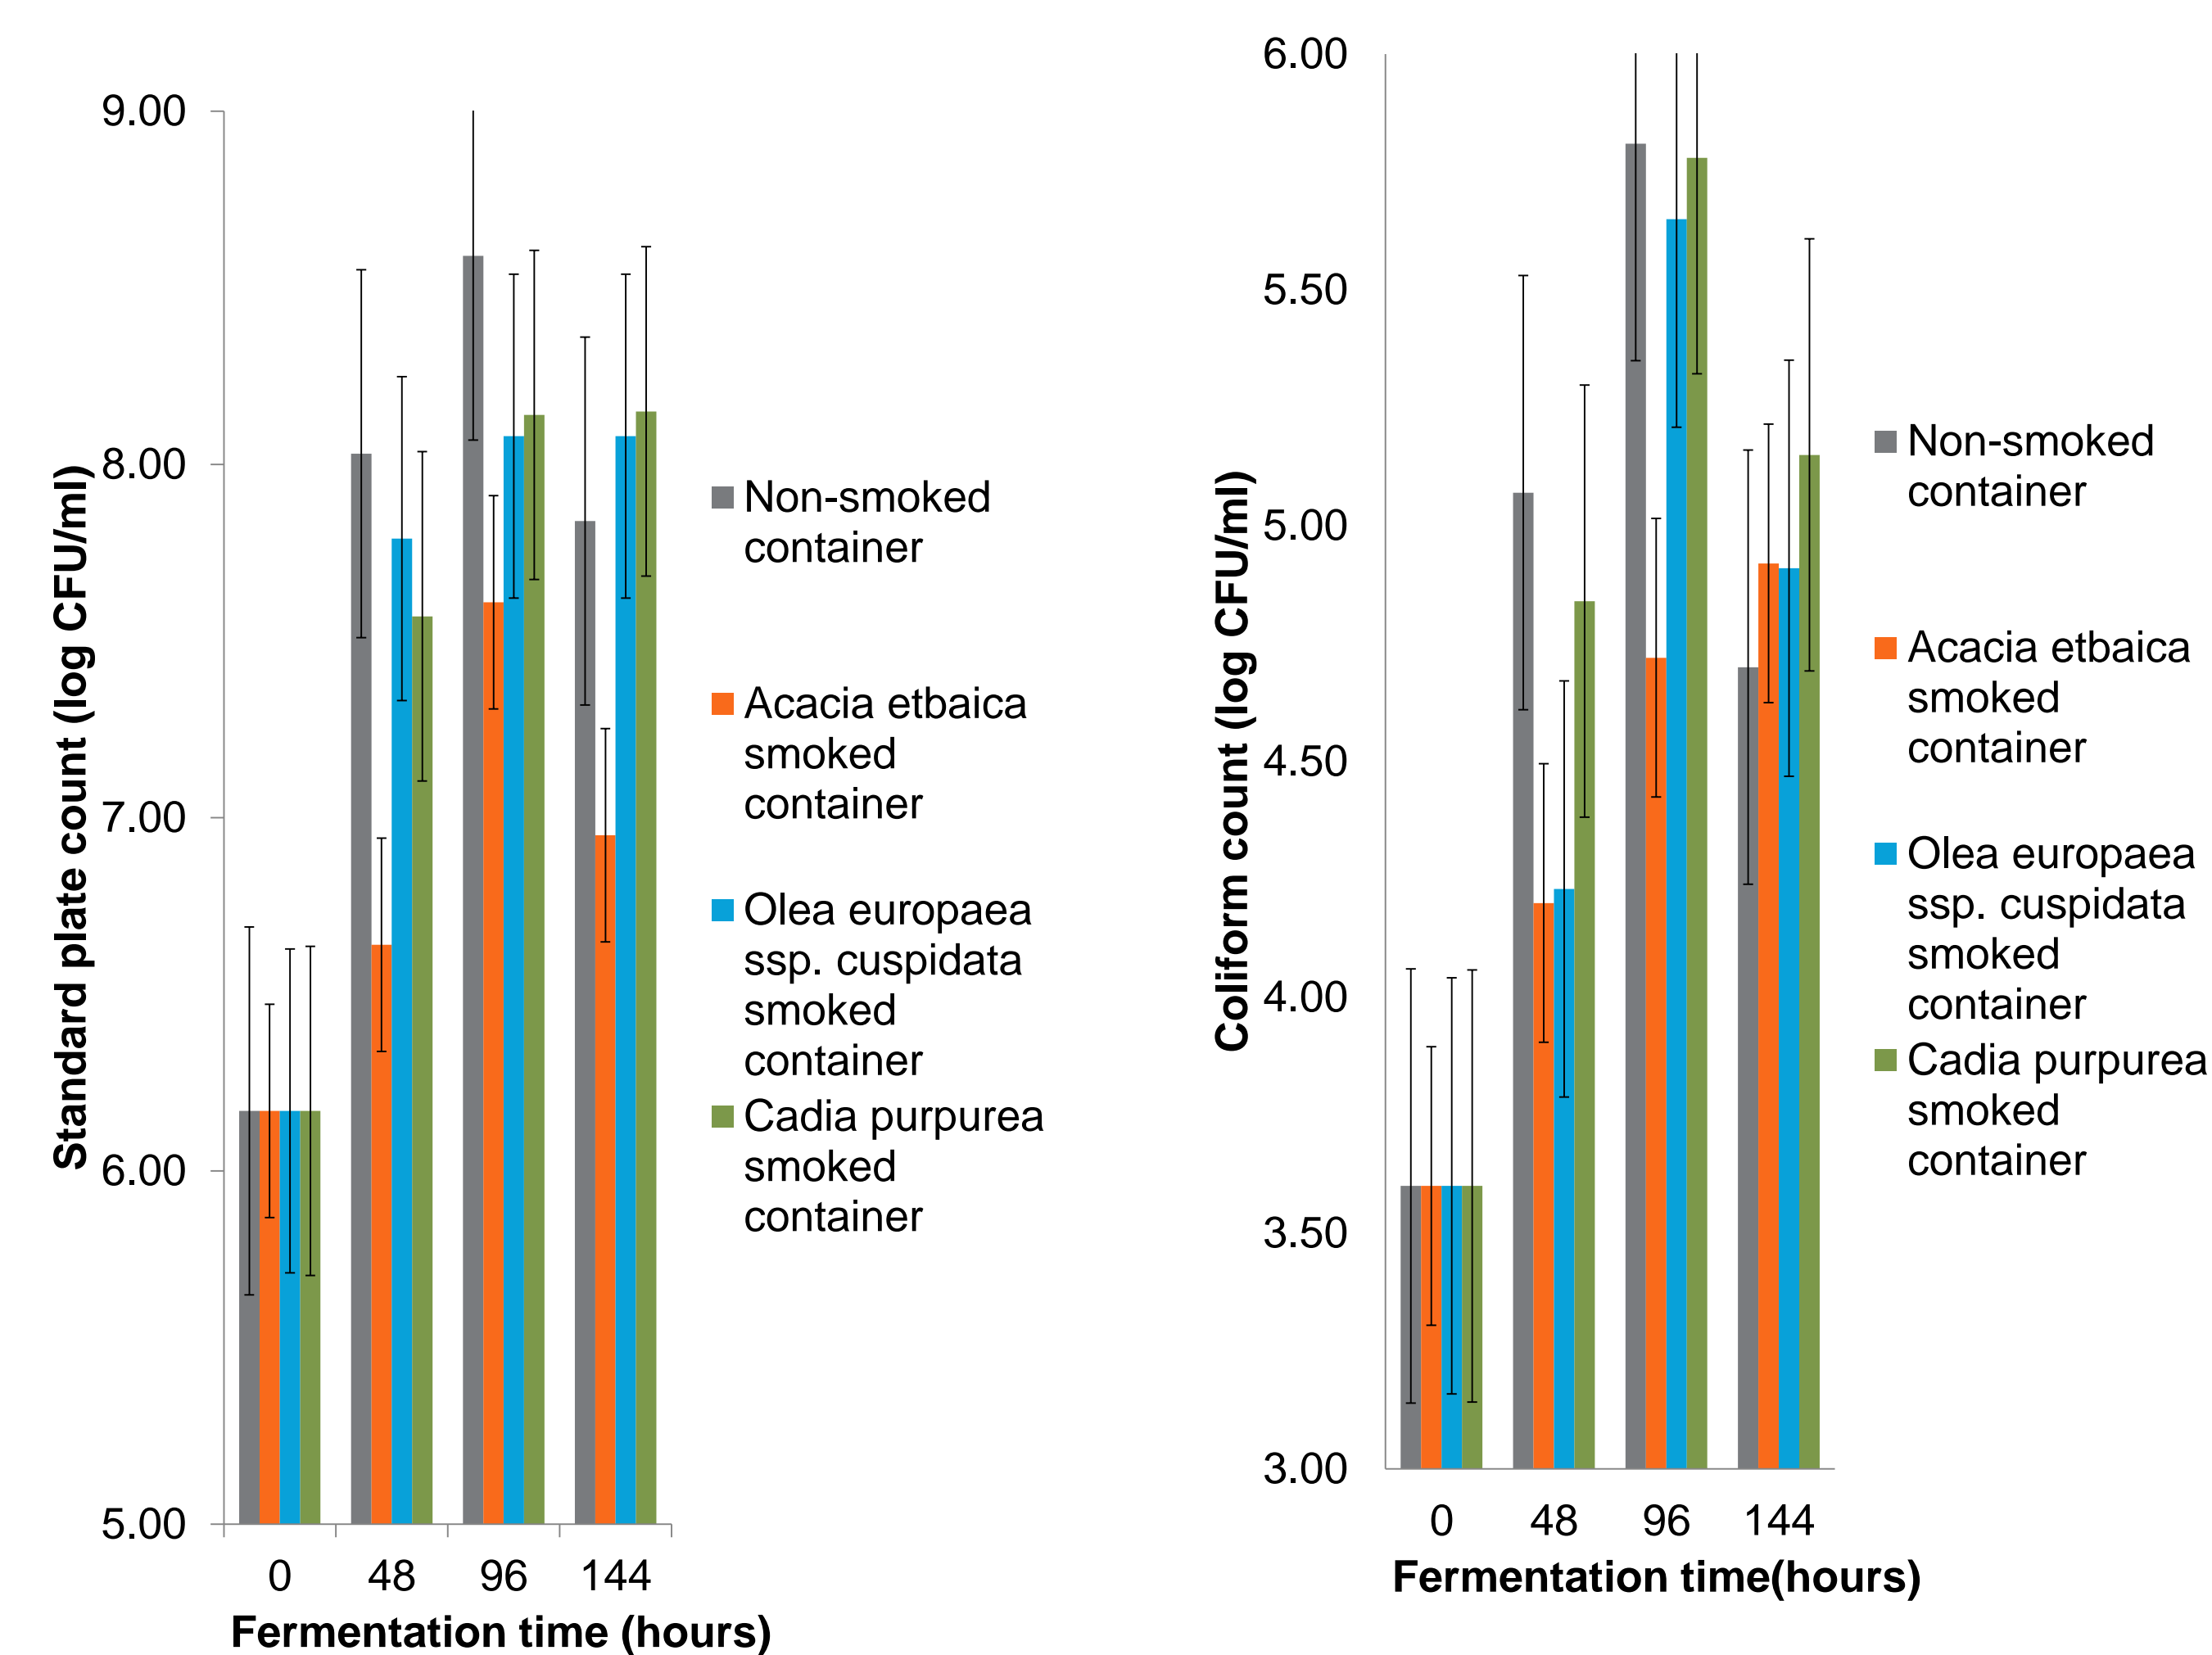 9.00
8.00
7.00
6.00
5.00
Standard plate count (log CFU/ml)
0 48 96 144
Fermentation time (hours)
Non-smoked
container
Acacia etbaica
smoked
container
Olea europaea
ssp. cuspidata
smoked
container
Cadia purpurea
smoked
container
6.00
5.50
5.00
4.50
4.00
3.50
3.00
Coliform count (log CFU/ml)
0 48 96 144
Fermentation time(hours)
Non-smoked
container
Acacia etbaica
smoked
container
Olea europaea
ssp. cuspidata
smoked
container
Cadia purpurea
smoked
container